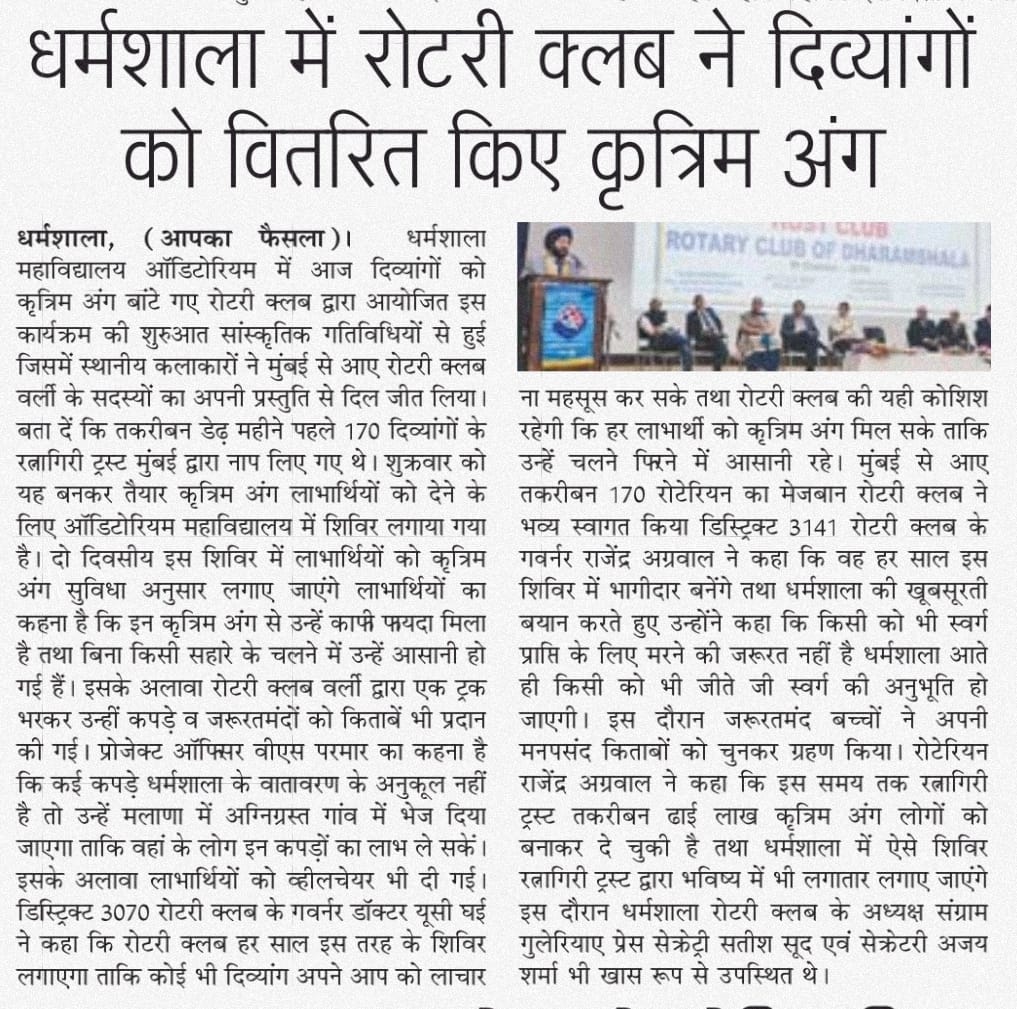 धर्मशाला में रोटरी क्लब ने दिव्यांगों
को वितरित किए कृत्रिम अंग
धर्मशाला, (आपका फैसला)। धर्मशाला
महाविद्यालय ऑडिटोरियम में आज दिव्यांगों को
कृत्रिम अंग बांटे गए रोटरी क्लब द्वारा आयोजित इस
कार्यक्रम की शुरुआत सांस्कृतिक गतिविधियों से हुई
जिसमें स्थानीय कलाकारों ने मुंबई से आए रोटरी क्लब
वर्ली के सदस्यों का अपनी प्रस्तुति से दिल जीत लिया।
बता दें कि तकरीबन डेढ़ महीने पहले 170 दिव्यांगों के
रत्नागिरी ट्रस्ट मुंबई द्वारा नाप लिए गए थे। शुक्रवार को
यह बनकर तैयार कृत्रिम अंग लाभार्थियों को देने के
लिए ऑडिटोरियम महाविद्यालय में शिविर लगाया गया
है। दो दिवसीय इस शिविर में लाभार्थियों को कृत्रिम
अंग सुविधा अनुसार लगाए जाएंगे लाभार्थियों का
कहना है कि इन कृत्रिम अंग से उन्हें काफी फायदा मिला
है तथा बिना किसी सहारे के चलने में उन्हें आसानी हो
गई हैं। इसके अलावा रोटरी क्लब वर्ली द्वारा एक ट्रक
भरकर उन्हीं कपड़े व जरूरतमंदों को किताबें भी प्रदान
की गई। प्रोजेक्ट ऑफिसर वीएस परमार का कहना है
कि कई कपड़े धर्मशाला के वातावरण के अनुकूल नहीं
है तो उन्हें मलाणा में अग्निग्रस्त गांव में भेज दिया
जाएगा ताकि वहां के लोग इन कपड़ों का लाभ ले सकें।
इसके अलावा लाभार्थियों को व्हीलचेयर भी दी गई।
डिस्ट्रिक्ट 3070 रोटरी क्लब के गवर्नर डॉक्टर यूसी घई
ने कहा कि रोटरी क्लब हर साल इस तरह के शिविर
लगाएगा ताकि कोई भी दिव्यांग अपने आप को लाचार
HOST CLUB
ROTARY CLUB OF DHARAMSHALA
ना महसूस कर सके तथा रोटरी क्लब की यही कोशिश
रहेगी कि हर लाभार्थी को कृत्रिम अंग मिल सके ताकि
उन्हें चलने फिरने में आसानी रहे। मुंबई से आए
तकरीबन 170 रोटेरियन का मेजबान रोटरी क्लब ने
भव्य स्वागत किया डिस्ट्रिक्ट 3141 रोटरी क्लब के
गवर्नर राजेंद्र अग्रवाल ने कहा कि वह हर साल इस
शिविर में भागीदार बनेंगे तथा धर्मशाला की खूबसूरती
बयान करते हुए उन्होंने कहा कि किसी को भी स्वर्ग
प्राप्ति के लिए मरने की जरूरत नहीं है धर्मशाला आते
ही किसी को भी जीते जी स्वर्ग की अनुभूति हो
जाएगी। इस दौरान जरूरतमंद बच्चों ने अपनी
मनपसंद किताबों को चुनकर ग्रहण किया। रोटेरियन
राजेंद्र अग्रवाल ने कहा कि इस समय तक रत्नागिरी
ट्रस्ट तकरीबन ढाई लाख कृत्रिम अंग लोगों को
बनाकर दे चुकी है तथा धर्मशाला में ऐसे शिविर
रत्नागिरी ट्रस्ट द्वारा भविष्य में भी लगातार लगाए जाएंगे
इस दौरान धर्मशाला रोटरी क्लब के अध्यक्ष संग्राम
गुलेरियाए प्रेस सेक्रेट्री सतीश सूद एवं सेक्रेटरी अजय
शर्मा भी खास रूप से उपस्थित थे।